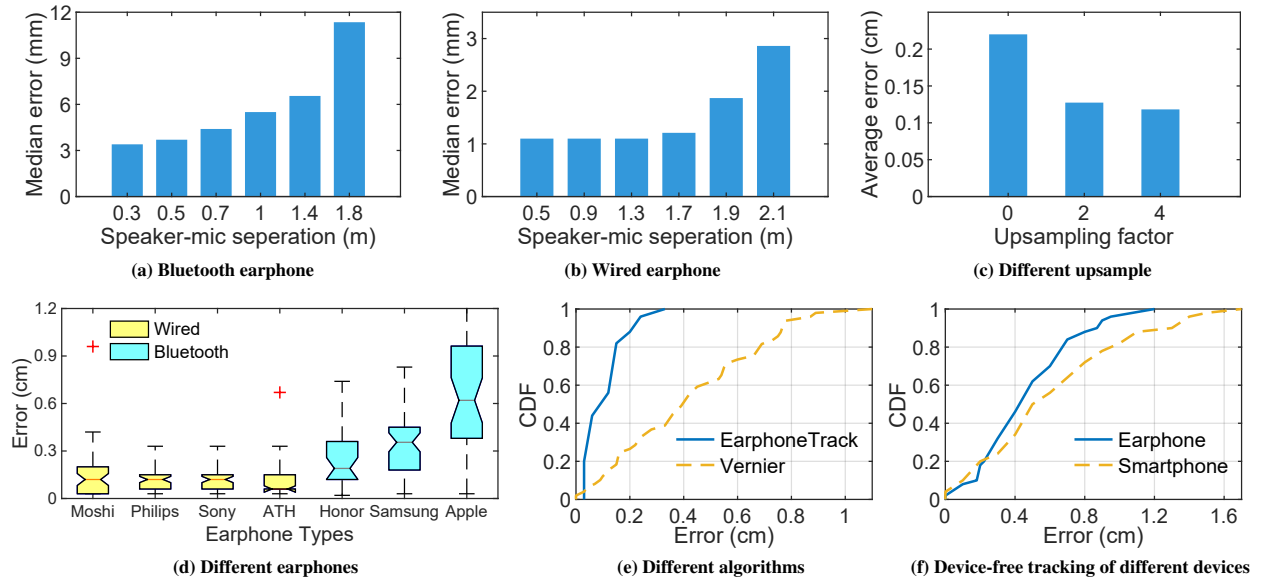 Median error (mm)
12
9
6
3
0
0.3 0.5 0.7 1 1.4 1.8
Speaker-mic seperation (m)
(a) Bluetooth earphone
Median error (mm)
3
2
1
0
0.5 0.9 1.3 1.7 1.9 2.1
Speaker-mic seperation (m)
(b) Wired earphone
Average error (cm)
0.2
0.15
0.1
0.05
0
0 2 4
Upsampling factor
(c) Different upsample
Error (cm)
1.2
0.9
0.6
0.3
0
Wired
Bluetooth
Moshi Philips Sony ATH Honor Samsung Apple
Earphone Types
(d) Different earphones
CDF
1
0.8
0.6
0.4
0.2
0
EarphoneTrack
Vernier
0 0.2 0.4 0.6 0.8 1
Error (cm)
(e) Different algorithms
CDF
1
0.8
0.6
0.4
0.2
0
Earphone
Smartphone
0 0.4 0.8 1.2 1.6
Error (cm)
(f) Device-free tracking of different devices